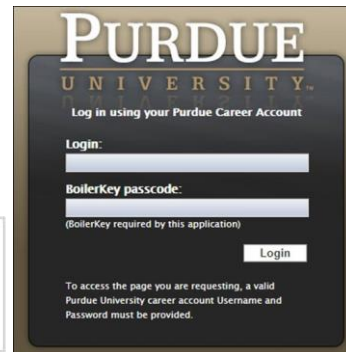 PURDUE
UNIVERSITY™
Log in using your Purdue Career Account
Login:
BoilerKey passcode:
(BoilerKey required by this application)
Login
To access the page you are requesting, a valid
Purdue University career account Username and
Password must be provided.